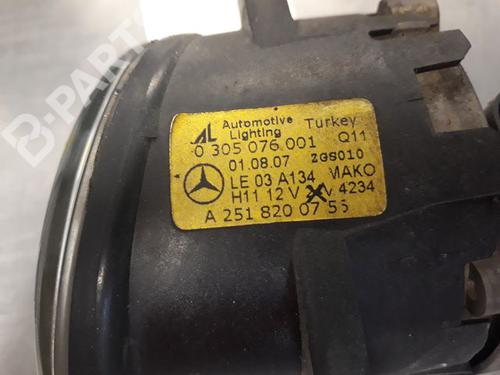 B-PARTS
AL Automotive Lighting Turkey
0 305 076 001 Q11
01.08.07 ZGS010
LE 03 A134 MAKO
H11 12 V 4234
A 251 820 07 56